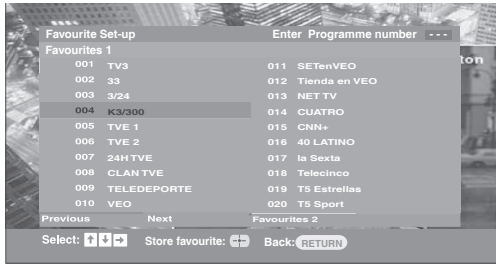 Favourite Set-up Enter Programme number - - -
Favourites 1
001 TV3
002 33
003 3/24
004 K3/300
005 TVE 1
006 TVE 2
007 24H TVE
008 CLAN TVE
009 TELEDEPORTE
010 VEO
011 SETenVEO
012 Tienda en VEO
013 NET TV
014 CUATRO
015 CNN+
016 40 LATINO
017 la Sexta
018 Telecinco
019 T5 Estrellas
020 T5 Sport
Previous Next Favourites 2
Select: ↑ ↓ → Store favourite: Back: RETURN
ton